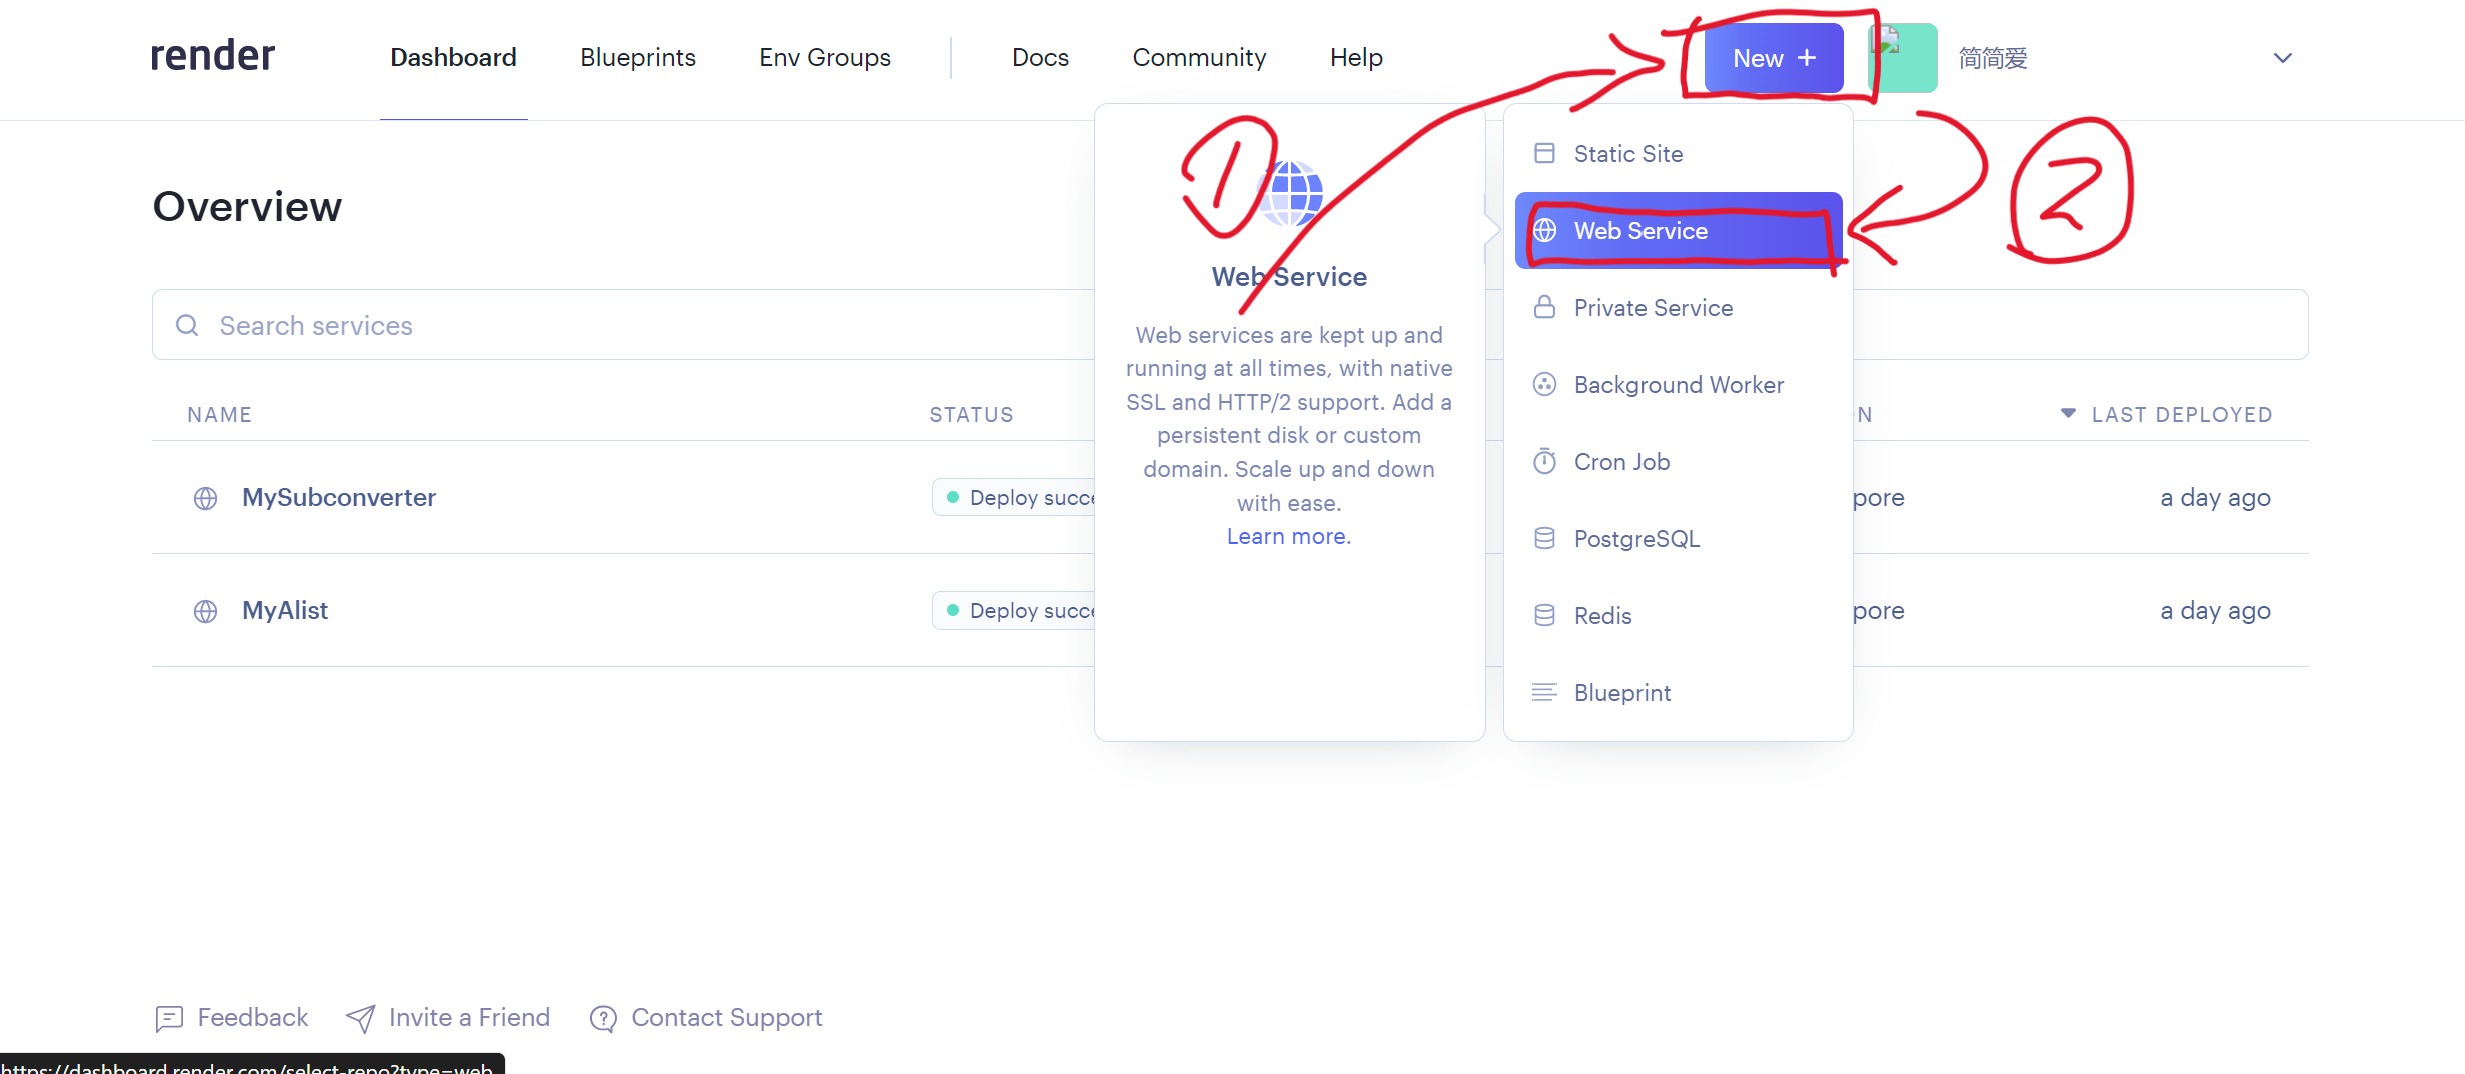 render
Dashboard
Blueprints
Env Groups
Docs
Community
Help
New +
简简爱
Overview
Search services
NAME
STATUS
ON
LAST DEPLOYED
MySubconverter
Deploy succe
pore
a day ago
MyAlist
Deploy succe
pore
a day ago
1
Web Service
Web services are kept up and
running at all times, with native
SSL and HTTP/2 support. Add a
persistent disk or custom
domain. Scale up and down
with ease.
Learn more.
Static Site
Web Service
2
Private Service
Background Worker
Cron Job
PostgreSQL
Redis
Blueprint
Feedback
Invite a Friend
Contact Support
https://dashboard.render.com/select-repo?type=web